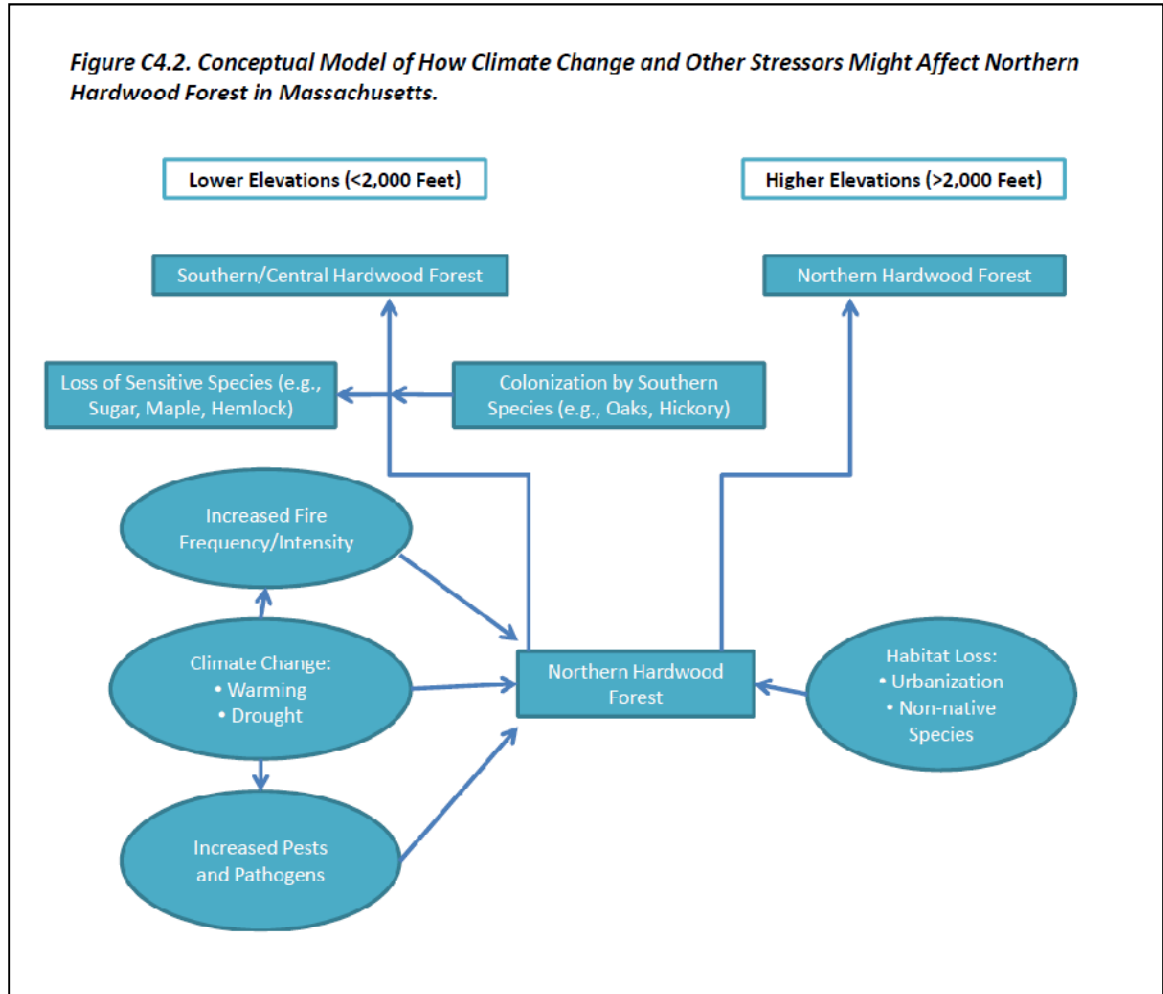 Figure C4.2. Conceptual Model of How Climate Change and Other Stressors Might Affect Northern
Hardwood Forest in Massachusetts.
Lower Elevations (<2,000 Feet)
Higher Elevations (>2,000 Feet)
Southern/Central Hardwood Forest
Northern Hardwood Forest
Loss of Sensitive Species (e.g.,
Sugar, Maple, Hemlock)
Colonization by Southern
Species (e.g., Oaks, Hickory)
Increased Fire
Frequency/Intensity
Climate Change:
• Warming
• Drought
Northern Hardwood
Forest
Habitat Loss:
• Urbanization
• Non-native
Species
Increased Pests
and Pathogens